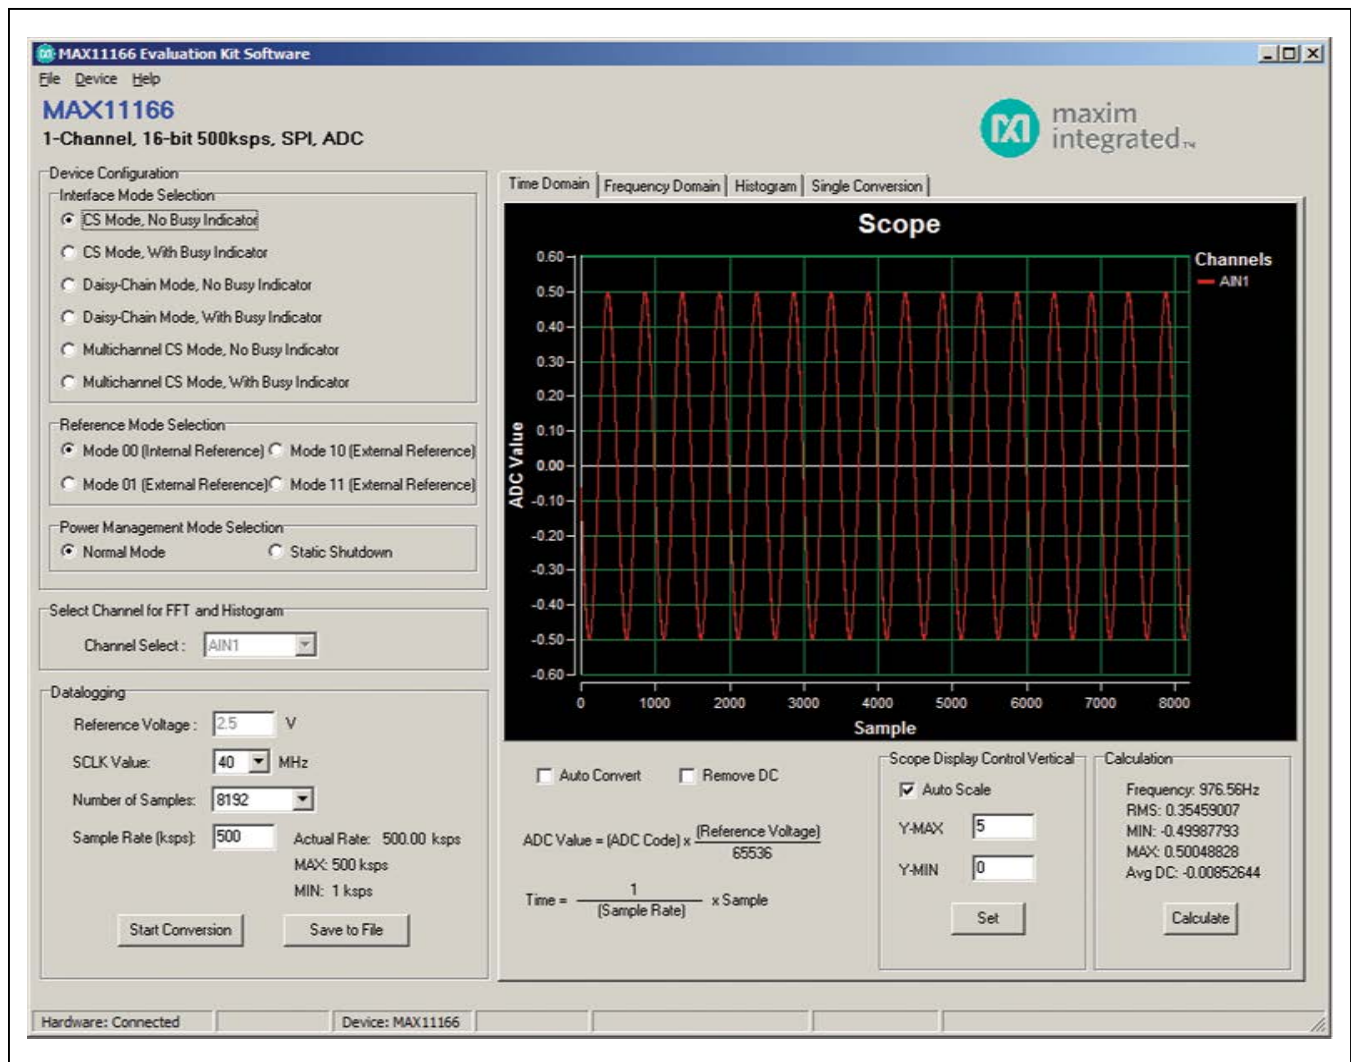 MAX11166 Evaluation Kit Software
File Device Help
MAX11166
1-Channel, 16-bit 500ksps, SPI, ADC
maxim
integrated™
Device Configuration
Interface Mode Selection
CS Mode, No Busy Indicator
CS Mode, With Busy Indicator
Daisy-Chain Mode, No Busy Indicator
Daisy-Chain Mode, With Busy Indicator
Multichannel CS Mode, No Busy Indicator
Multichannel CS Mode, With Busy Indicator
Reference Mode Selection
Mode 00 (Internal Reference) Mode 10 (External Reference)
Mode 01 (External Reference) Mode 11 (External Reference)
Power Management Mode Selection
Normal Mode Static Shutdown
Select Channel for FFT and Histogram
Channel Select : AIN1
Datalogging
Reference Voltage : 2.5 V
SCLK Value: 40 MHz
Number of Samples: 8192
Sample Rate (ksps): 500 Actual Rate: 500.00 ksps
MAX: 500 ksps
MIN: 1 ksps
Start Conversion Save to File
Time Domain Frequency Domain Histogram Single Conversion
Scope
Channels
AIN1
ADC Value
0.60
0.50
0.40
0.30
0.20
0.10
0.00
-0.10
-0.20
-0.30
-0.40
-0.50
-0.60
0 1000 2000 3000 4000 5000 6000 7000 8000
Sample
Auto Convert Remove DC
ADC Value = (ADC Code) x (Reference Voltage)
65536
Time = 1 x Sample
(Sample Rate)
Scope Display Control Vertical
Auto Scale
Y-MAX 5
Y-MIN 0
Set
Calculation
Frequency: 976.56Hz
RMS: 0.35459007
MIN: -0.49987793
MAX: 0.50048828
Avg DC: -0.00852644
Calculate
Hardware: Connected Device: MAX11166